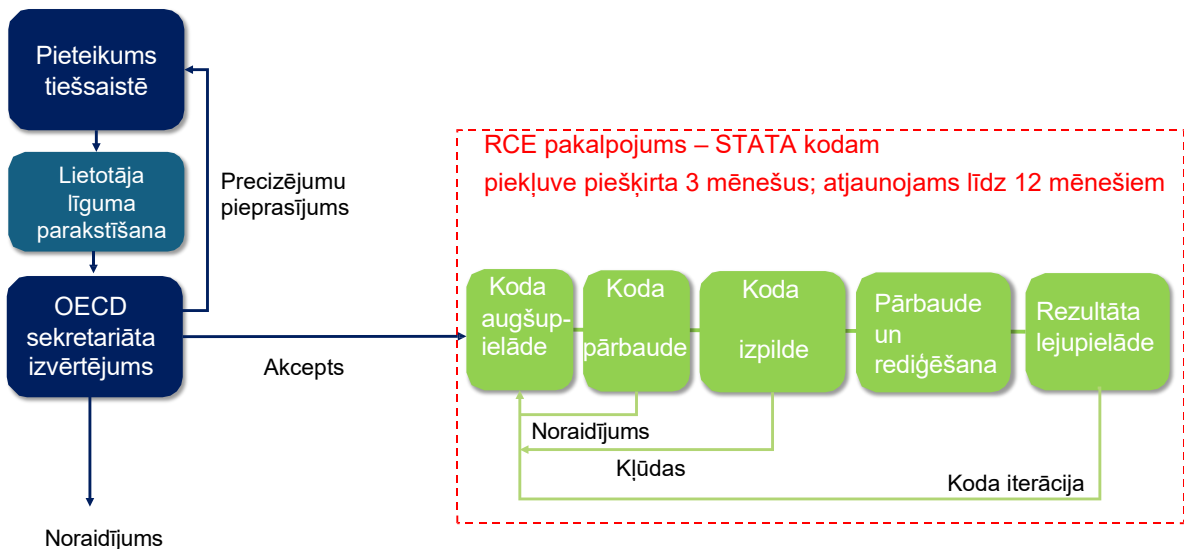 Pieteikums
tiešsaistē
Lietotāja
līguma
parakstīšana
Precizējumu
pieprasījums
OECD
sekretariāta
izvērtējums
Akcepts
Noraidījums
RCE pakalpojums – STATA kodam
piekļuve piešķirta 3 mēnešus; atjaunojams līdz 12 mēnešiem
Koda
augšup-
ielāde
Koda
pārbaude
Koda
izpilde
Pārbaude
un
rediģēšana
Rezultāta
lejupielāde
Noraidījums
Kļūdas
Koda iterācija